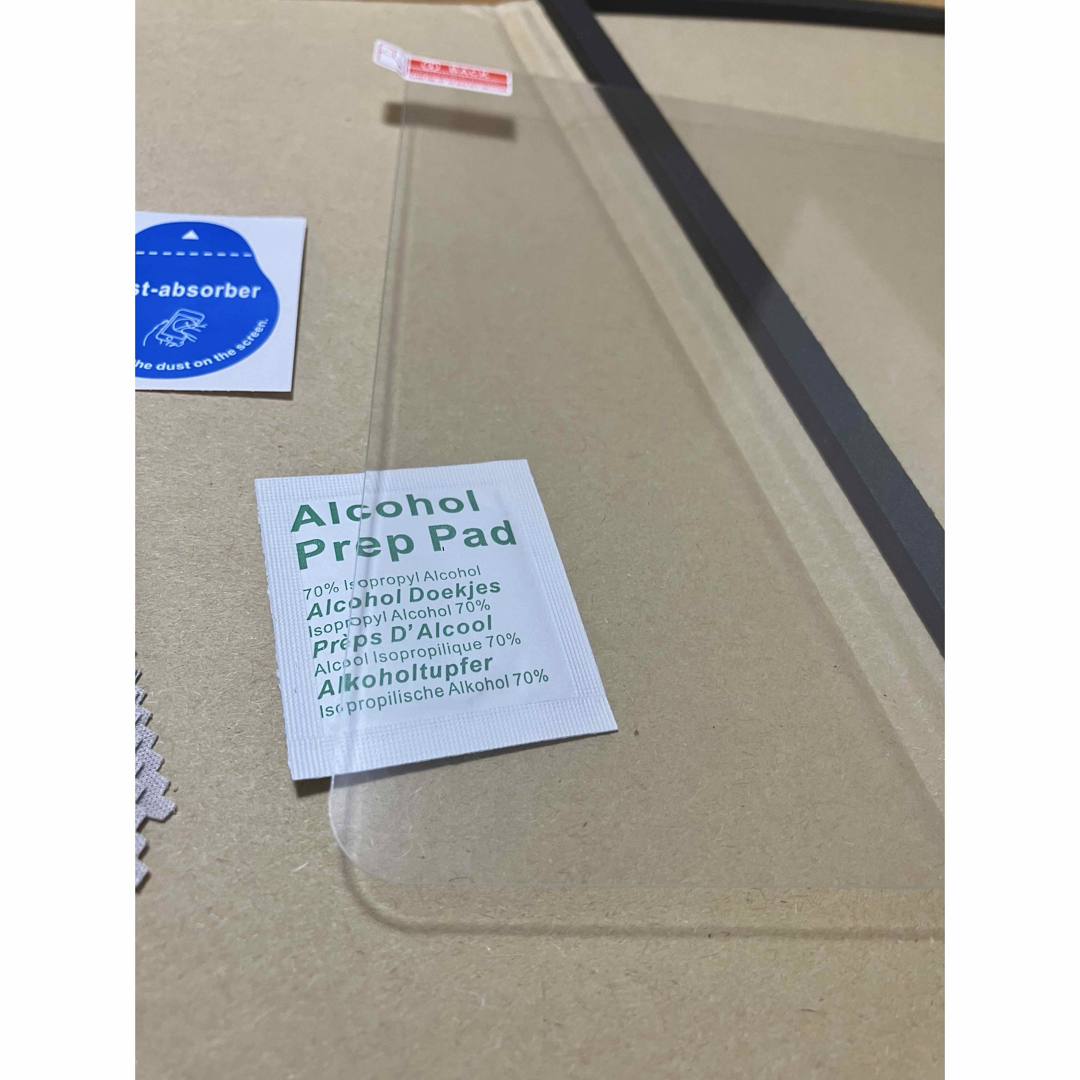 st-absorber
he dust on the screen.
Alcohol
Prep Pad
70% Isopropyl Alcohol
Alcohol Doekjes
Isopropyl Alcohol 70%
Prèps D'Alcool
Alcool Isopropilique 70%
Alkoholtupfer
Isopropilische Alkohol 70%